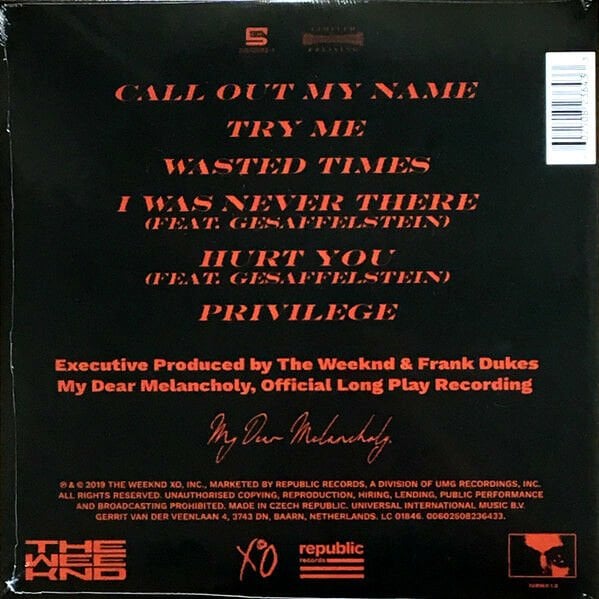 CALL OUT MY NAME
TRY ME
WASTED TIMES
I WAS NEVER THERE
(FEAT. GESAFFELSTEIN)
HURT YOU
(FEAT. GESAFFELSTEIN)
PRIVILEGE
Executive Produced by The Weeknd & Frank Dukes
My Dear Melancholy, Official Long Play Recording
My Dear Melancholy,
℗ & © 2019 THE WEEKND XO, INC., MARKETED BY REPUBLIC RECORDS, A DIVISION OF UMG RECORDINGS, INC.
ALL RIGHTS RESERVED. UNAUTHORISED COPYING, REPRODUCTION, HIRING, LENDING, PUBLIC PERFORMANCE
AND BROADCASTING PROHIBITED. MADE IN CZECH REPUBLIC. UNIVERSAL INTERNATIONAL MUSIC B.V.
GERRIT VAN DER VEENLAAN 4, 3743 DN, BAARN, NETHERLANDS. LC 01846. 00602508236433.
THE
WEE
KND
XO
republic
records